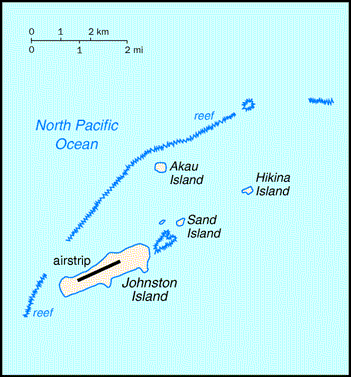 0 1 2 km
0 1 2 mi
reef
North Pacific
Ocean
Akau
Island
Hikina
Island
Sand
Island
airstrip
Johnston
Island
reef